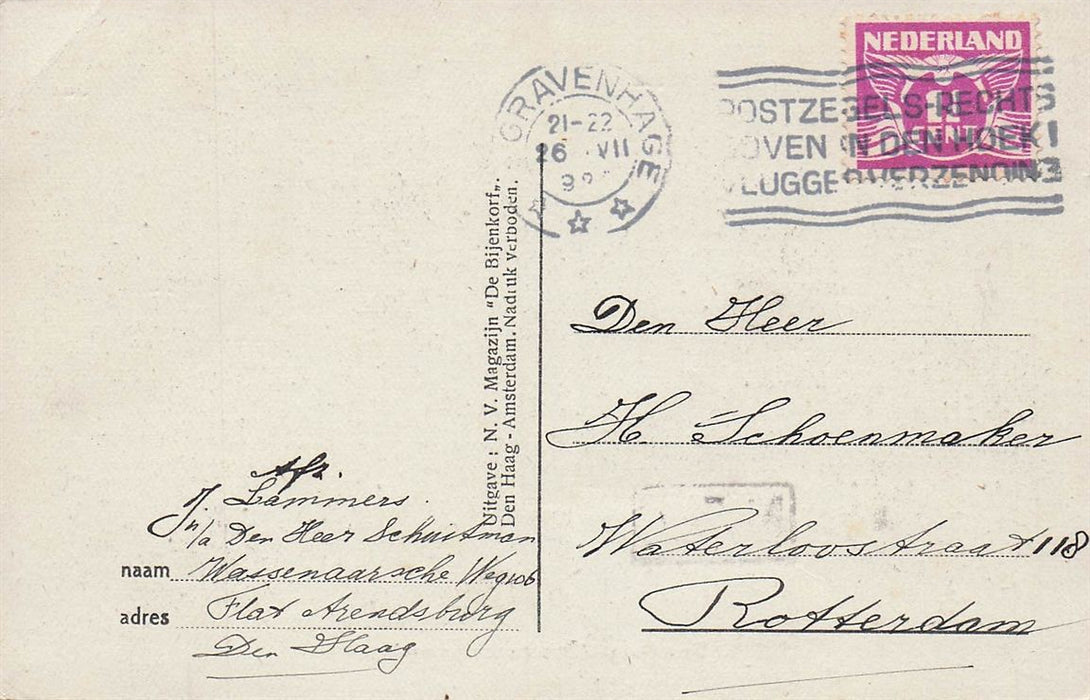 NEDERLAND
CENT
'S GRAVENHAGE
21-22
26 VII
POSTZEGELS-RECHTS
BOVEN IN DEN HOEK!
VLUGGE VERZENDING
Uitgave: N. V. Magazijn "De Bijenkorf„.
Den Haag - Amsterdam. Nadruk verboden.
Den Heer
H. Schoenmaker
Waterloostraat 118
Rotterdam
Afz.
J. Lammers.
p/a Den Heer Schuitman
naam Wassenaarsche Weg 106
adres Flat Arendsburg
Den Haag